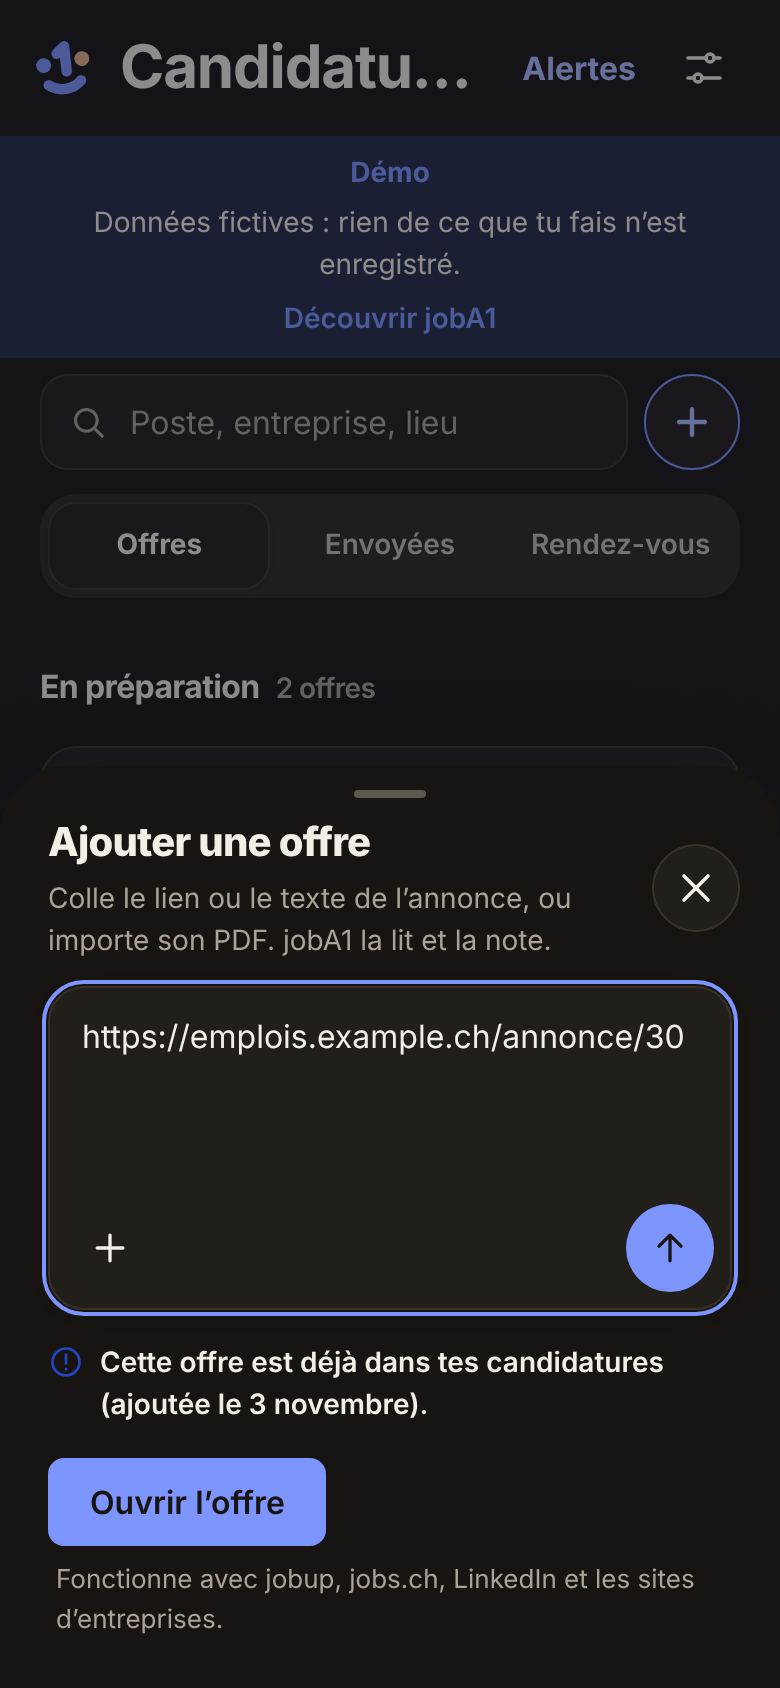 Candidatu…
Alertes
Démo
Données fictives : rien de ce que tu fais n’est
enregistré.
Découvrir jobA1
Poste, entreprise, lieu
Offres
Envoyées
Rendez-vous
En préparation 2 offres
Ajouter une offre
Colle le lien ou le texte de l’annonce, ou
importe son PDF. jobA1 la lit et la note.
https://emplois.example.ch/annonce/30
Cette offre est déjà dans tes candidatures
(ajoutée le 3 novembre).
Ouvrir l’offre
Fonctionne avec jobup, jobs.ch, LinkedIn et les sites
d’entreprises.